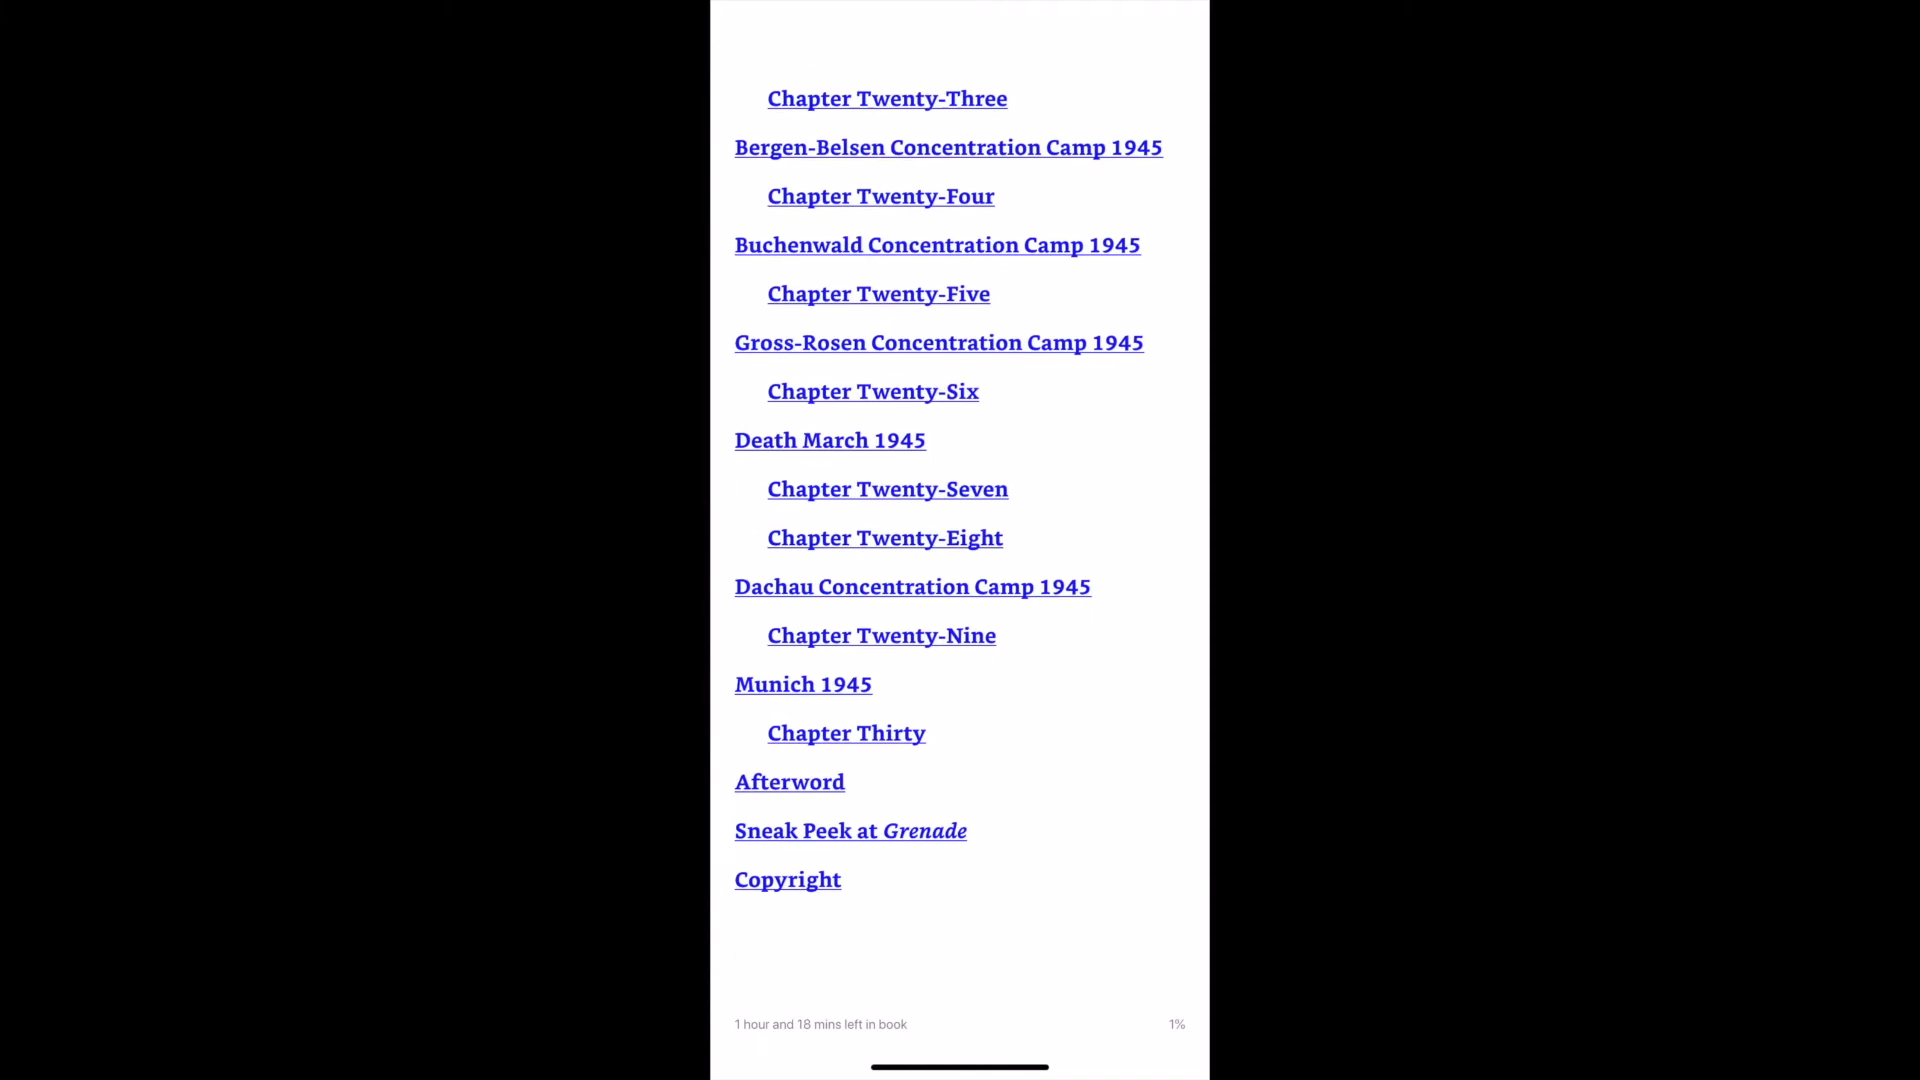 Chapter Twenty-Three
Bergen-Belsen Concentration Camp 1945
Chapter Twenty-Four
Buchenwald Concentration Camp 1945
Chapter Twenty-Five
Gross-Rosen Concentration Camp 1945
Chapter Twenty-Six
Death March 1945
Chapter Twenty-Seven
Chapter Twenty-Eight
Dachau Concentration Camp 1945
Chapter Twenty-Nine
Munich 1945
Chapter Thirty
Afterword
Sneak Peek at Grenade
Copyright
1 hour and 18 mins left in book 1%